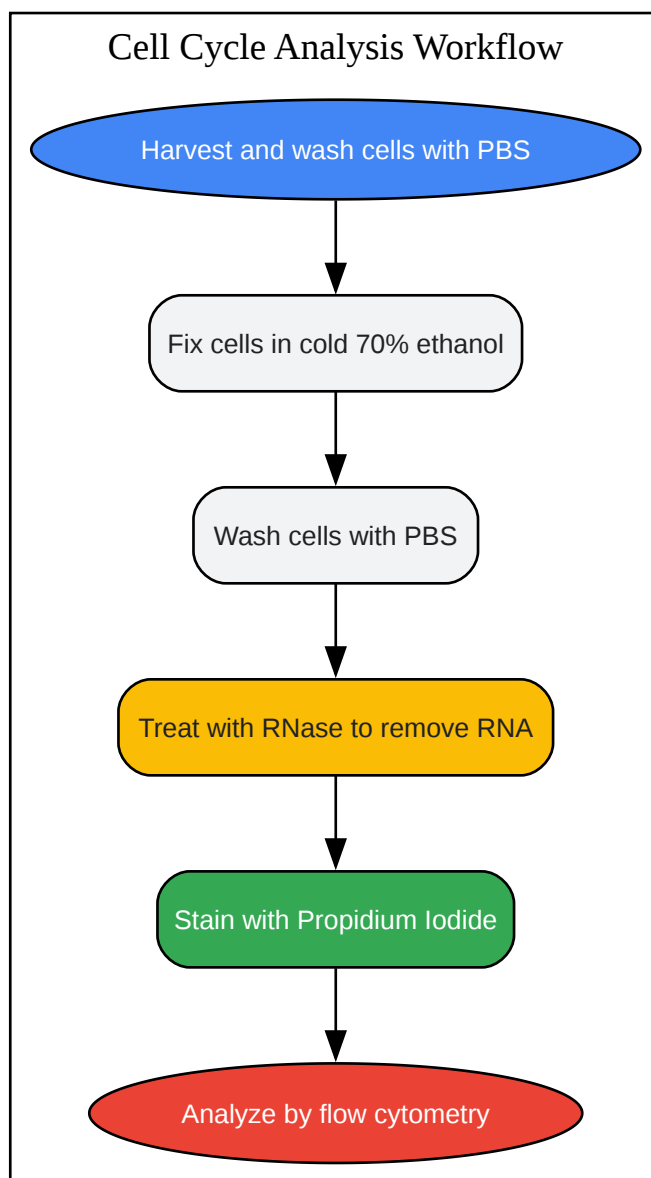 Cell Cycle Analysis Workflow
Harvest and wash cells with PBS
Fix cells in cold 70% ethanol
Wash cells with PBS
Treat with RNase to remove RNA
Stain with Propidium Iodide
Analyze by flow cytometry